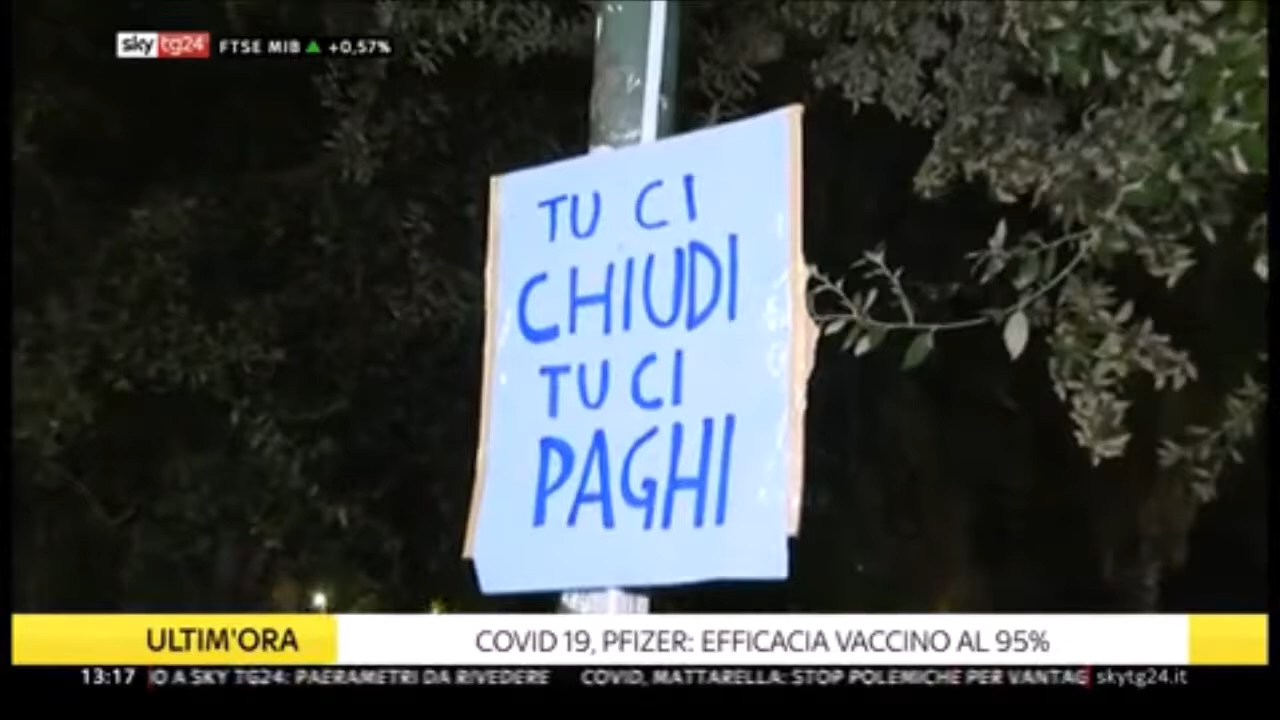 sky tg24 FTSE MIB ▲ +0,57%
TU CI
CHIUDI
TU CI
PAGHI
ULTIM'ORA COVID 19, PFIZER: EFFICACIA VACCINO AL 95%
13:17 O A SKY TG24: PAERAMETRI DA RIVEDERE COVID, MATTARELLA: STOP POLEMICHE PER VANTAG skytg24.it